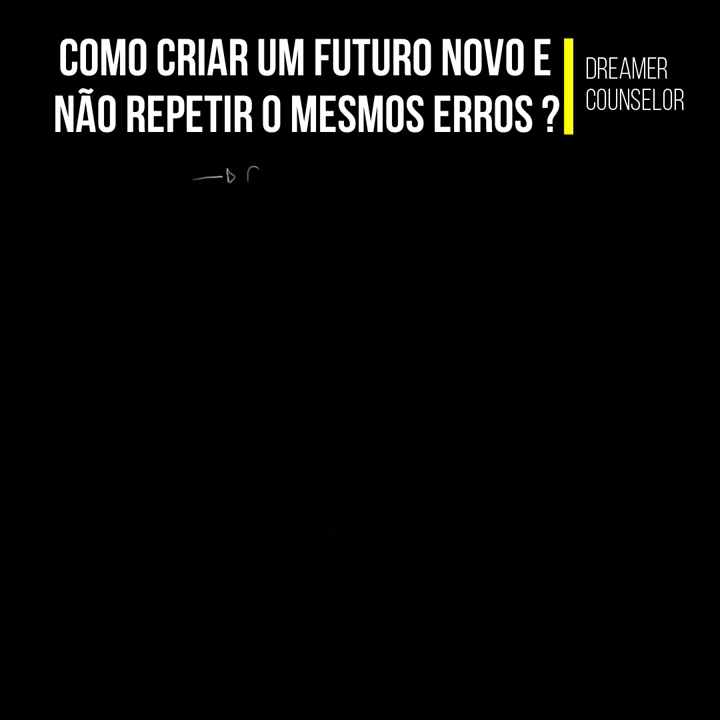 COMO CRIAR UM FUTURO NOVO E
NÃO REPETIR O MESMOS ERROS ?
DREAMER
COUNSELOR